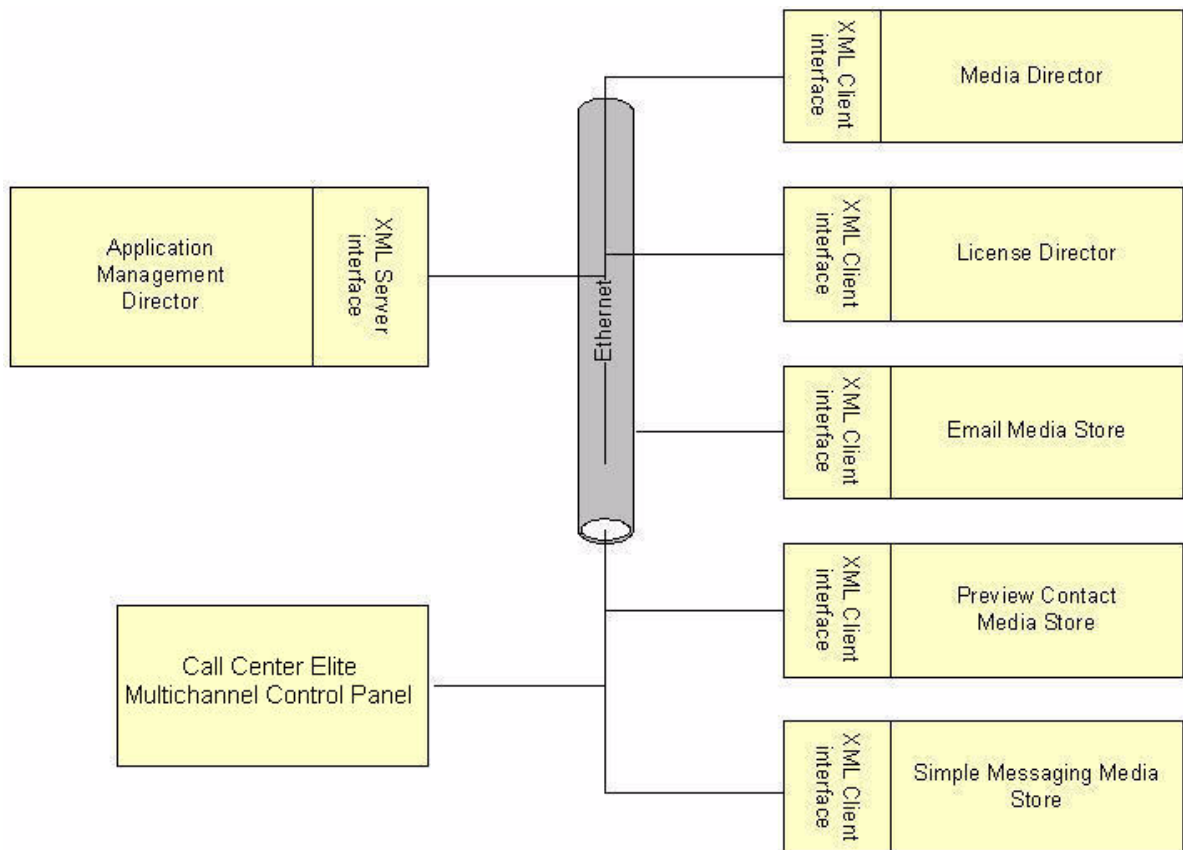 XML Client
interface
Media Director
Application
Management
Director
XML Server
interface
Ethernet
XML Client
interface
License Director
XML Client
interface
Email Media Store
Call Center Elite
Multichannel Control Panel
XML Client
interface
Preview Contact
Media Store
XML Client
interface
Simple Messaging Media
Store